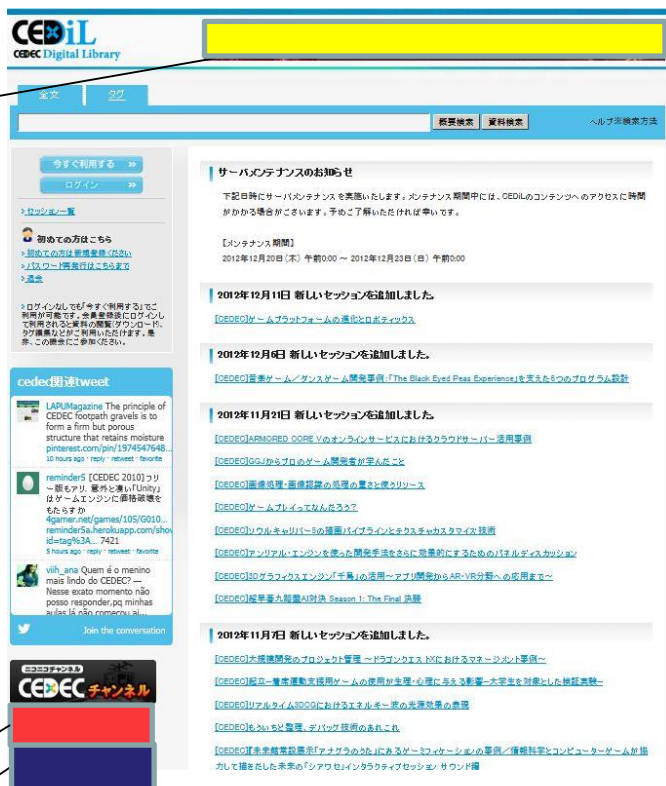 CEDiL
CEDEC Digital Library
全文
タグ
概要検索
資料検索
ヘルプ※検索方法
今すぐ利用する »
ログイン »
› セッション一覧
初めての方はこちら
› 初めての方は新規登録ください
› パスワード再発行はこちらまで
› 退会
› ログインなしでも「今すぐ利用する」でご
利用が可能です。会員登録後にログインし
て利用されると資料の閲覧(ダウンロード)、
タグ編集などがご利用いただけます。是
非、この機会にご参加ください。
cedec関連tweet
LAPUMagazine The principle of
CEDEC footpath gravels is to
form a firm but porous
structure that retains moisture
pinterest.com/pin/1974547648...
10 hours ago · reply · retweet · favorite
reminder5 [CEDEC 2010]フリ
ー版もアリ、意外と凄い「Unity」
はゲームエンジンに価格破壊を
もたらすか
4gamer.net/games/105/G010...
reminder5a.herokuapp.com/show
id=tag%3A... 7421
5 hours ago · reply · retweet · favorite
viih_ana Quem é o menino
mais lindo do CEDEC? —
Nesse exato momento não
posso responder,pq minhas
aulas lá não começou ai...
Join the conversation
ニコニコチャンネル
CEDEC チャンネル
サーバメンテナンスのお知らせ
下記日時にサーバメンテナンスを実施いたします。メンテナンス期間中には、CEDiLのコンテンツへのアクセスに時間
がかかる場合がございます。予めご了解いただければ幸いです。
【メンテナンス期間】
2012年12月20日(木) 午前0:00 ～ 2012年12月23日(日) 午前0:00
2012年12月11日 新しいセッションを追加しました。
[CEDEC]ゲームプラットフォームの進化とロボティックス
2012年12月6日 新しいセッションを追加しました。
[CEDEC]音楽ゲーム／ダンスゲーム開発事例:「The Black Eyed Peas Experience」を支えた6つのプログラム設計
2012年11月21日 新しいセッションを追加しました。
[CEDEC]ARMORED CORE Vのオンラインサービスにおけるクラウドサーバー活用事例
[CEDEC]GGJからプロのゲーム開発者が学んだこと
[CEDEC]画像処理・画像認識の処理の重さと使うリソース
[CEDEC]ゲームプレイってなんだろう?
[CEDEC]ソウルキャリバー5の描画パイプラインとテクスチャカスタマイズ技術
[CEDEC]アンリアル・エンジンを使った開発手法をさらに効果的にするためのパネルディスカッション
[CEDEC]3Dグラフィクスエンジン「千鳥」の活用～アプリ開発からAR・VR分野への応用まで～
[CEDEC]超早碁九路盤AI対決 Season 1: The Final 決勝
2012年11月7日 新しいセッションを追加しました。
[CEDEC]大規模開発のプロジェクト管理 ～ドラゴンクエスト Xにおけるマネージメント事例～
[CEDEC]起立－着席運動支援用ゲームの使用が生理・心理に与える影響－大学生を対象とした検証実験－
[CEDEC]リアルタイム3DCGにおけるエネルギー波の光源効果の表現
[CEDEC]もういちど整理、デバッグ技術のあれこれ
[CEDEC]『未来館常設展示「アナグラのうた」にみるゲーミフィケーションの事例／情報科学とコンピューターゲームが協
力して描きだした未来の「シアワセ」インタラクティブセッション サウンド編